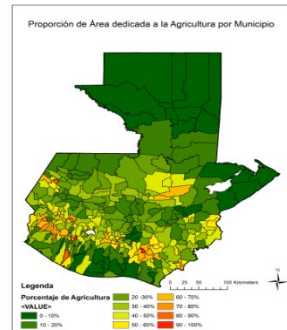 Proporción de Área dedicada a la Agricultura por Municipio
0 25 50 100 Kilometers
Legenda
Porcentaje de Agricultura
<VALUE>
0 - 10%
10 - 20%
20 -30%
30 - 40%
40 - 50%
50 - 60%
60 - 70%
70 - 80%
80 - 90%
90 - 100%